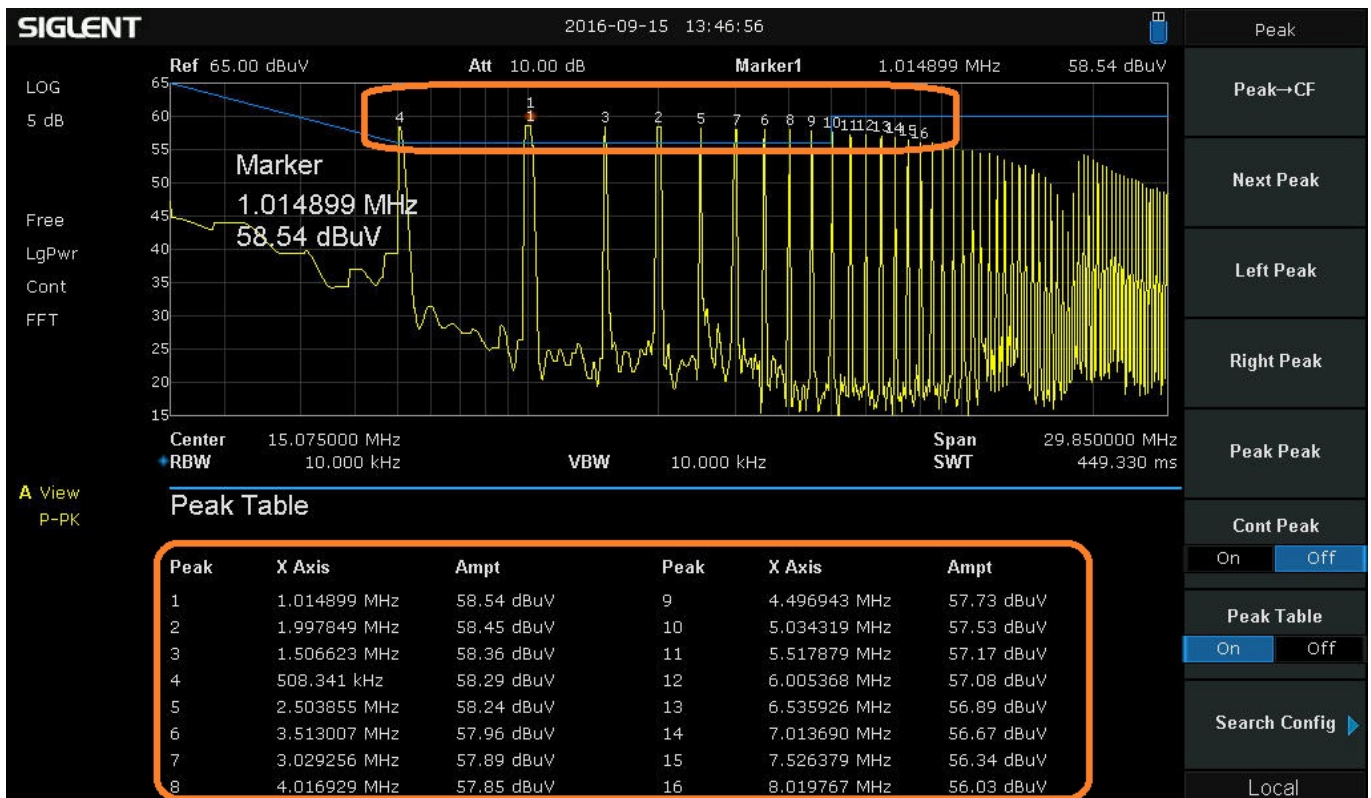 SIGLENT 2016-09-15 13:46:56
Ref 65.00 dBuV Att 10.00 dB Marker1 1.014899 MHz 58.54 dBuV
LOG
5 dB
Free
LgPwr
Cont
FFT
65
60
55
50
45
40
35
30
25
20
15
1
4 1 3 2 5 7 6 8 9 10 11 12 13 14 15 16
Marker
1.014899 MHz
58.54 dBuV
Center 15.075000 MHz Span 29.850000 MHz
RBW 10.000 kHz VBW 10.000 kHz SWT 449.330 ms
A View
P-PK
Peak Table
Peak X Axis Ampt Peak X Axis Ampt
1 1.014899 MHz 58.54 dBuV 9 4.496943 MHz 57.73 dBuV
2 1.997849 MHz 58.45 dBuV 10 5.034319 MHz 57.53 dBuV
3 1.506623 MHz 58.36 dBuV 11 5.517879 MHz 57.17 dBuV
4 508.341 kHz 58.29 dBuV 12 6.005368 MHz 57.08 dBuV
5 2.503855 MHz 58.24 dBuV 13 6.535926 MHz 56.89 dBuV
6 3.513007 MHz 57.96 dBuV 14 7.013690 MHz 56.67 dBuV
7 3.029256 MHz 57.89 dBuV 15 7.526379 MHz 56.34 dBuV
8 4.016929 MHz 57.85 dBuV 16 8.019767 MHz 56.03 dBuV
Peak
Peak→CF
Next Peak
Left Peak
Right Peak
Peak Peak
Cont Peak
On Off
Peak Table
On Off
Search Config
Local